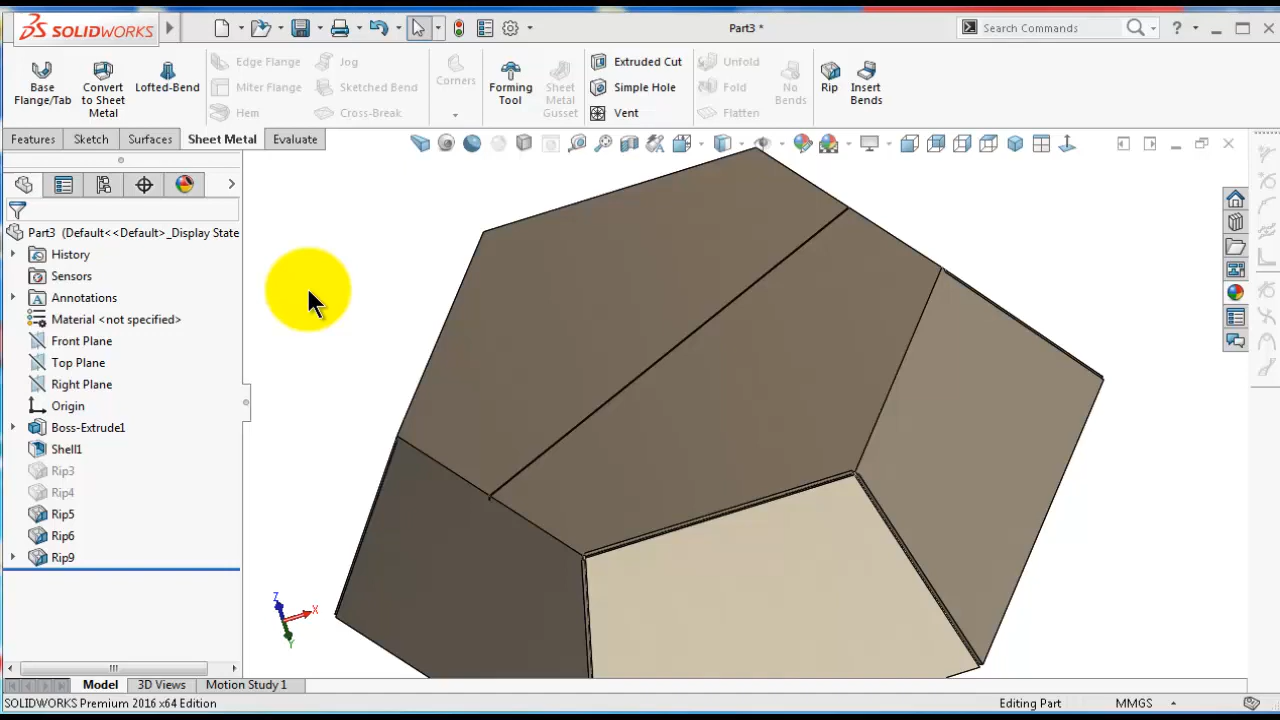 SOLIDWORKS
Part3 *
Search Commands
?
Base Flange/Tab
Convert to Sheet Metal
Lofted-Bend
Edge Flange
Miter Flange
Hem
Jog
Sketched Bend
Cross-Break
Corners
Forming Tool
Sheet Metal Gusset
Extruded Cut
Simple Hole
Vent
Unfold
Fold
Flatten
No Bends
Rip
Insert Bends
Features
Sketch
Surfaces
Sheet Metal
Evaluate
Part3 (Default<<Default>_Display State
History
Sensors
Annotations
Material <not specified>
Front Plane
Top Plane
Right Plane
Origin
Boss-Extrude1
Shell1
Rip3
Rip4
Rip5
Rip6
Rip9
Z
X
Y
Model
3D Views
Motion Study 1
SOLIDWORKS Premium 2016 x64 Edition
Editing Part
MMGS